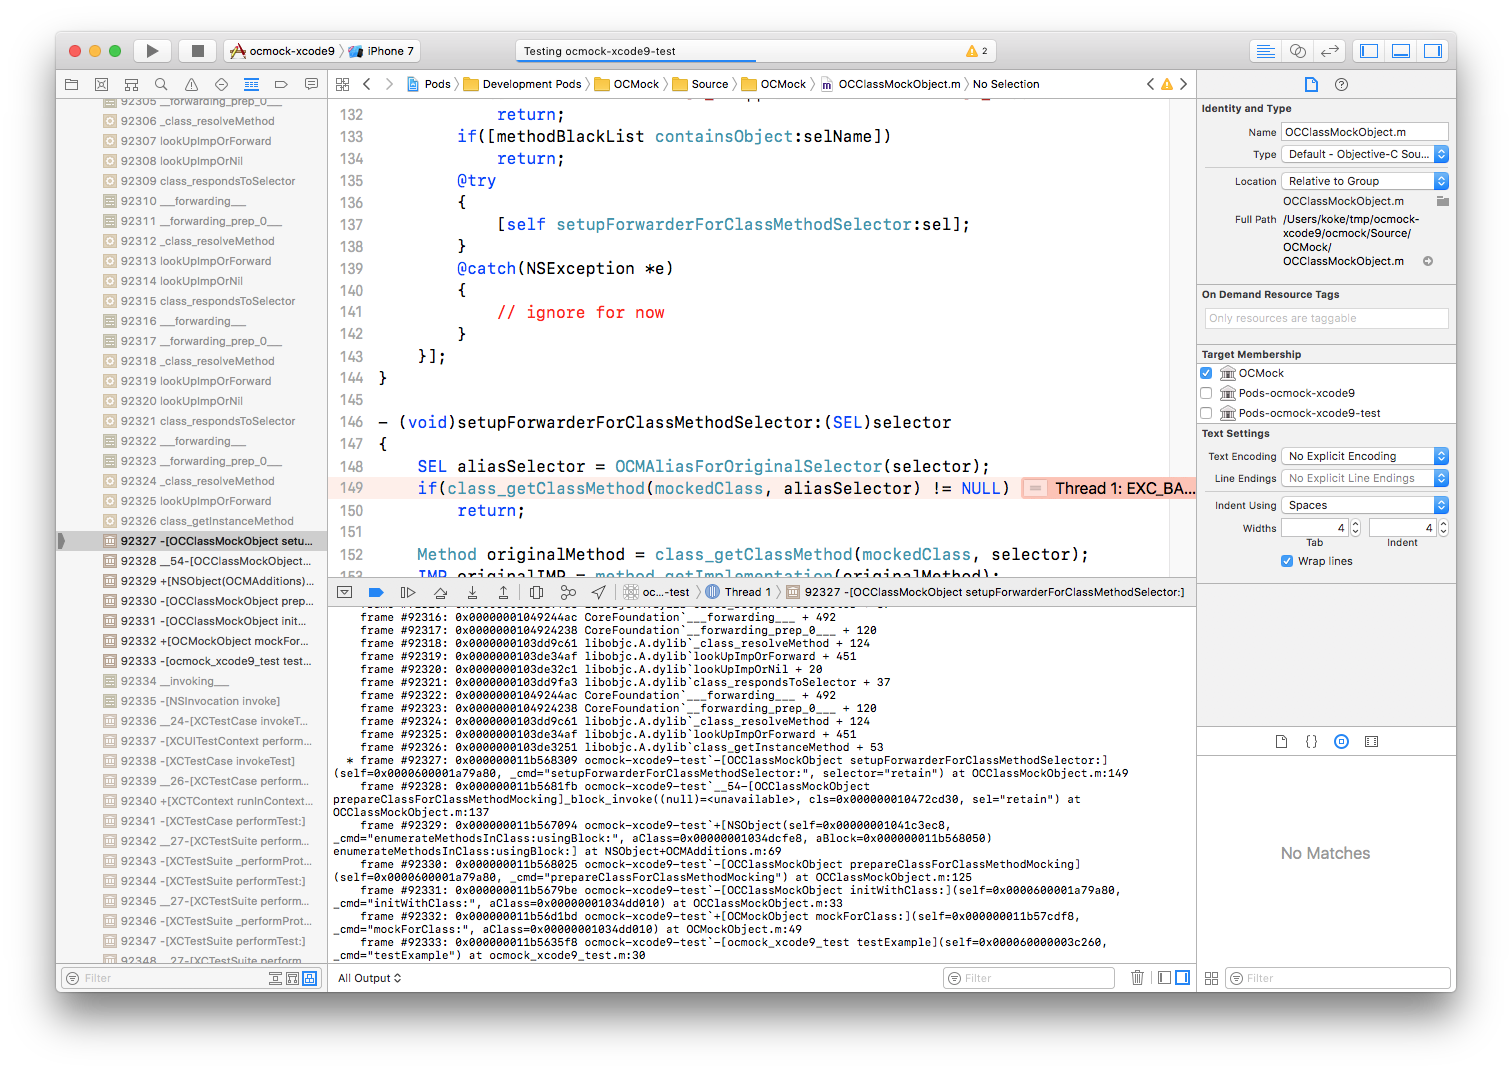 ocmock-xcode9 〉 iPhone 7
Testing ocmock-xcode9-test
2
Pods 〉 Development Pods 〉 OCMock 〉 Source 〉 OCMock 〉 m OCClassMockObject.m 〉 No Selection
92305 __forwarding_prep_0___
92306 _class_resolveMethod
92307 lookUpImpOrForward
92308 lookUpImpOrNil
92309 class_respondsToSelector
92310 ___forwarding___
92311 __forwarding_prep_0___
92312 _class_resolveMethod
92313 lookUpImpOrForward
92314 lookUpImpOrNil
92315 class_respondsToSelector
92316 ___forwarding___
92317 __forwarding_prep_0___
92318 _class_resolveMethod
92319 lookUpImpOrForward
92320 lookUpImpOrNil
92321 class_respondsToSelector
92322 ___forwarding___
92323 __forwarding_prep_0___
92324 _class_resolveMethod
92325 lookUpImpOrForward
92326 class_getInstanceMethod
92327 -[OCClassMockObject setu...
92328 __54-[OCClassMockObject...
92329 +[NSObject(OCMAdditions)...
92330 -[OCClassMockObject prep...
92331 -[OCClassMockObject init...
92332 +[OCMockObject mockFor...
92333 -[ocmock_xcode9_test test...
92334 __invoking___
92335 -[NSInvocation invoke]
92336 __24-[XCTestCase invokeT...
92337 -[XCUITestContext perform...
92338 -[XCTestCase invokeTest]
92339 __26-[XCTestCase perform...
92340 +[XCTContext runInContext...
92341 -[XCTestCase performTest:]
92342 __27-[XCTestSuite perform...
92343 -[XCTestSuite _performProt...
92344 -[XCTestSuite performTest:]
92345 __27-[XCTestSuite perform...
92346 -[XCTestSuite _performProt...
92347 -[XCTestSuite performTest:]
92348 __27-[XCTestSuite perform...
Filter
132 return;
133 if([methodBlackList containsObject:selName])
134 return;
135 @try
136 {
137 [self setupForwarderForClassMethodSelector:sel];
138 }
139 @catch(NSException *e)
140 {
141 // ignore for now
142 }
143 }];
144 }
145
146 - (void)setupForwarderForClassMethodSelector:(SEL)selector
147 {
148 SEL aliasSelector = OCMAliasForOriginalSelector(selector);
149 if(class_getClassMethod(mockedClass, aliasSelector) != NULL) Thread 1: EXC_BA...
150 return;
151
152 Method originalMethod = class_getClassMethod(mockedClass, selector);
153 IMP originalIMP = method_getImplementation(originalMethod);
oc...-test 〉 Thread 1 〉 92327 -[OCClassMockObject setupForwarderForClassMethodSelector:]
frame #92316: 0x00000001049244ac CoreFoundation`___forwarding___ + 492
frame #92317: 0x0000000104924238 CoreFoundation`__forwarding_prep_0___ + 120
frame #92318: 0x0000000103dd9c61 libobjc.A.dylib`_class_resolveMethod + 124
frame #92319: 0x0000000103de34af libobjc.A.dylib`lookUpImpOrForward + 451
frame #92320: 0x0000000103de32c1 libobjc.A.dylib`lookUpImpOrNil + 20
frame #92321: 0x0000000103dd9fa3 libobjc.A.dylib`class_respondsToSelector + 37
frame #92322: 0x00000001049244ac CoreFoundation`___forwarding___ + 492
frame #92323: 0x0000000104924238 CoreFoundation`__forwarding_prep_0___ + 120
frame #92324: 0x0000000103dd9c61 libobjc.A.dylib`_class_resolveMethod + 124
frame #92325: 0x0000000103de34af libobjc.A.dylib`lookUpImpOrForward + 451
frame #92326: 0x0000000103de3251 libobjc.A.dylib`class_getInstanceMethod + 53
* frame #92327: 0x000000011b568309 ocmock-xcode9-test`-[OCClassMockObject setupForwarderForClassMethodSelector:]
(self=0x0000600001a79a80, _cmd="setupForwarderForClassMethodSelector:", selector="retain") at OCClassMockObject.m:149
frame #92328: 0x000000011b5681fb ocmock-xcode9-test`__54-[OCClassMockObject
prepareClassForClassMethodMocking]_block_invoke((null)=<unavailable>, cls=0x000000010472cd30, sel="retain") at
OCClassMockObject.m:137
frame #92329: 0x000000011b567094 ocmock-xcode9-test`+[NSObject(self=0x00000001041c3ec8,
_cmd="enumerateMethodsInClass:usingBlock:", aClass=0x00000001034dcfe8, aBlock=0x000000011b568050)
enumerateMethodsInClass:usingBlock:] at NSObject+OCMAdditions.m:69
frame #92330: 0x000000011b568025 ocmock-xcode9-test`-[OCClassMockObject prepareClassForClassMethodMocking]
(self=0x0000600001a79a80, _cmd="prepareClassForClassMethodMocking") at OCClassMockObject.m:125
frame #92331: 0x000000011b5679be ocmock-xcode9-test`-[OCClassMockObject initWithClass:](self=0x0000600001a79a80,
_cmd="initWithClass:", aClass=0x00000001034dd010) at OCClassMockObject.m:33
frame #92332: 0x000000011b56d1bd ocmock-xcode9-test`+[OCMockObject mockForClass:](self=0x000000011b57cdf8,
_cmd="mockForClass:", aClass=0x00000001034dd010) at OCMockObject.m:49
frame #92333: 0x000000011b5635f8 ocmock-xcode9-test`-[ocmock_xcode9_test testExample](self=0x000060000003c260,
_cmd="testExample") at ocmock_xcode9_test.m:30
All Output
Filter
Identity and Type
Name OCClassMockObject.m
Type Default - Objective-C Sou...
Location Relative to Group
OCClassMockObject.m
Full Path /Users/koke/tmp/ocmock-
xcode9/ocmock/Source/
OCMock/
OCClassMockObject.m
On Demand Resource Tags
Only resources are taggable
Target Membership
OCMock
Pods-ocmock-xcode9
Pods-ocmock-xcode9-test
Text Settings
Text Encoding No Explicit Encoding
Line Endings No Explicit Line Endings
Indent Using Spaces
Widths 4 4
Tab Indent
Wrap lines
{ }
No Matches
Filter